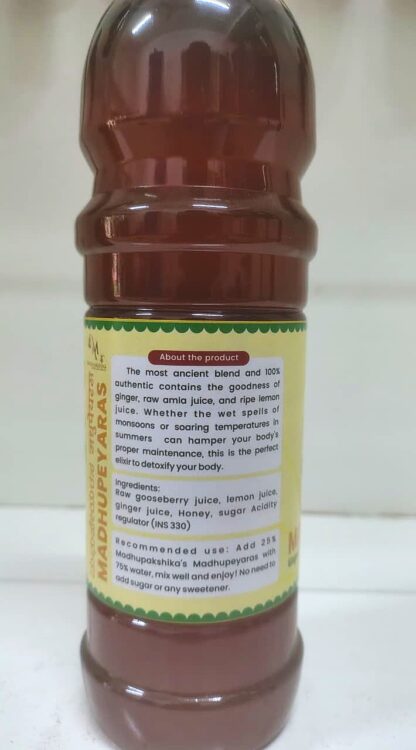 About the product
The most ancient blend and 100%
authentic contains the goodness of
ginger, raw amla juice, and ripe lemon
juice. Whether the wet spells of
monsoons or soaring temperatures in
summers can hamper your body's
proper maintenance, this is the perfect
elixir to detoxify your body.
Ingredients:
Raw gooseberry juice, lemon juice,
ginger juice, Honey, sugar Acidity
regulator (INS 330)
Recommended use: Add 25%
Madhupakshika's Madhupeyaras with
75% water, mix well and enjoy! No need to
add sugar or any sweetener.
MADHUPEYARAS